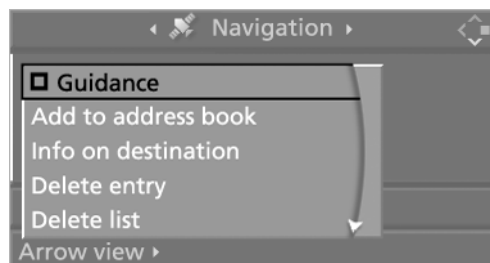 Navigation
Guidance
Add to address book
Info on destination
Delete entry
Delete list
Arrow view